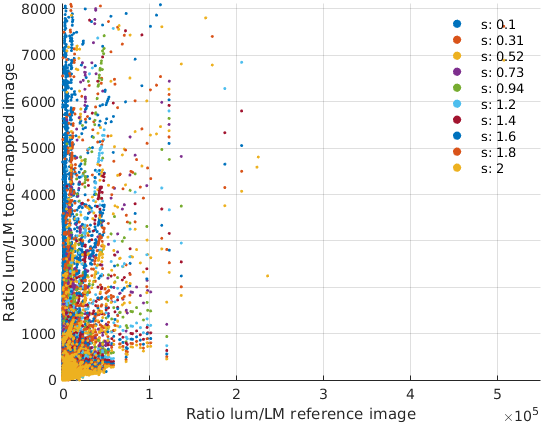 8000
7000
6000
5000
4000
3000
2000
1000
0
Ratio lum/LM tone-mapped image
s: 0.1
s: 0.31
s: 0.52
s: 0.73
s: 0.94
s: 1.2
s: 1.4
s: 1.6
s: 1.8
s: 2
0 1 2 3 4 5
×10⁵
Ratio lum/LM reference image